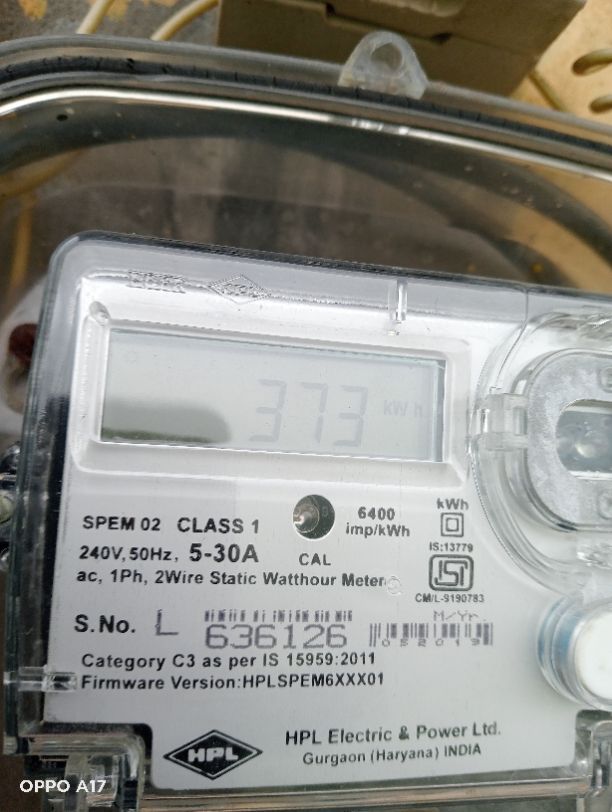 373 kWh
SPEM 02 CLASS 1
6400
imp/kWh
kWh
240V, 50Hz, 5-30A
CAL
IS:13779
ac, 1Ph, 2Wire Static Watthour Meter
ISI
CM/L-9190783
S.No. L 636126
M/Yr.
052019
Category C3 as per IS 15959:2011
Firmware Version:HPLSPEM6XXX01
HPL
HPL Electric & Power Ltd.
Gurgaon (Haryana) INDIA
OPPO A17